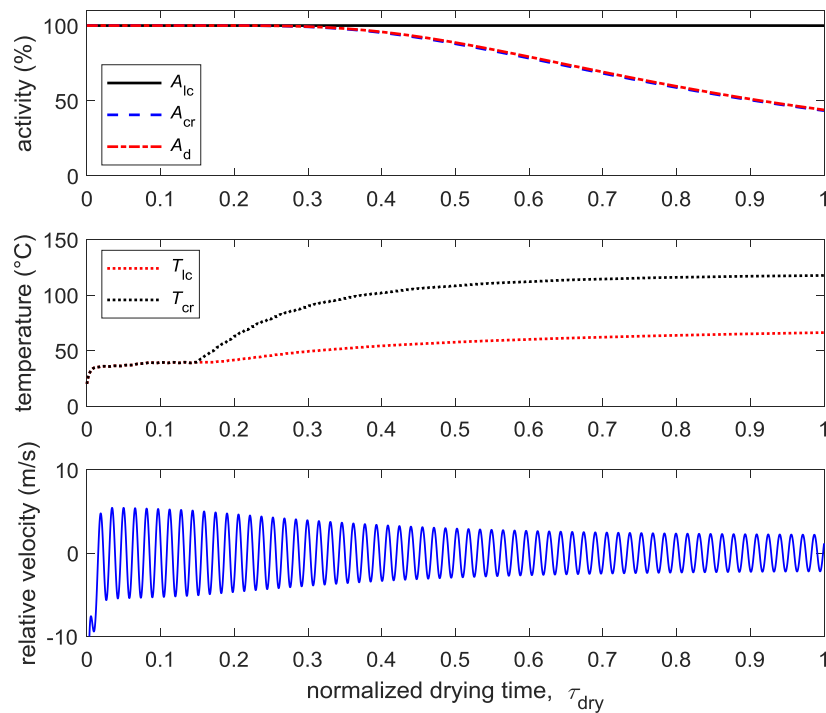 activity (%)
100
50
0
A_lc
A_cr
A_d
0 0.1 0.2 0.3 0.4 0.5 0.6 0.7 0.8 0.9 1
temperature (°C)
150
100
50
0
T_lc
T_cr
0 0.1 0.2 0.3 0.4 0.5 0.6 0.7 0.8 0.9 1
relative velocity (m/s)
10
0
-10
0 0.1 0.2 0.3 0.4 0.5 0.6 0.7 0.8 0.9 1
normalized drying time, τ_dry